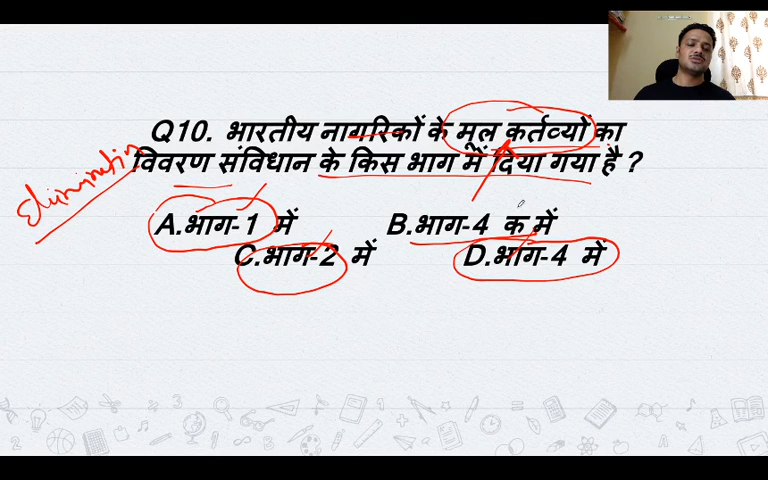 Q10. भारतीय नागरिकों के मूल कर्तव्यों का
विवरण संविधान के किस भाग में दिया गया है ?
Elimination
A.भाग-1 में B.भाग-4 क में
C.भाग-2 में D.भाग-4 में